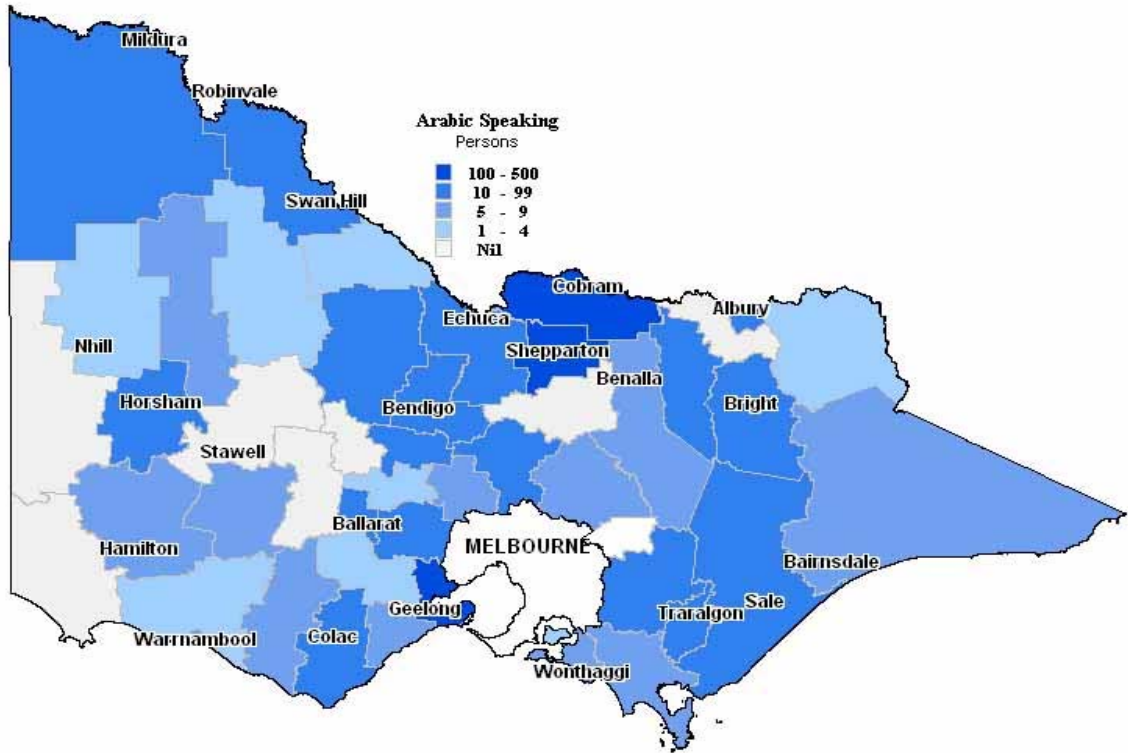 Mildura
Robinvale
Arabic Speaking
Persons
100 - 500
10 - 99
5 - 9
1 - 4
Nil
Swan Hill
Cobram
Albury
Echuca
Nhill
Shepparton
Benalla
Horsham
Bendigo
Bright
Stawell
Ballarat
MELBOURNE
Hamilton
Bairnsdale
Geelong
Sale
Traralgon
Warrnambool
Colac
Wonthaggi